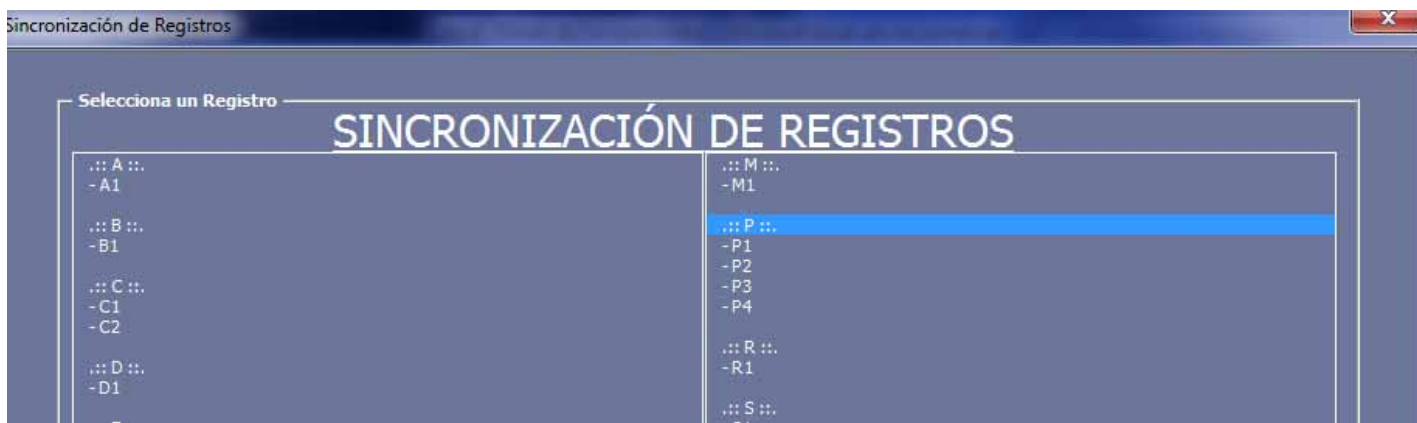 Sincronización de Registros
Selecciona un Registro
SINCRONIZACIÓN DE REGISTROS
.:: A ::.
- A1
.:: B ::.
- B1
.:: C ::.
- C1
- C2
.:: D ::.
- D1
.:: M ::.
- M1
.:: P ::.
- P1
- P2
- P3
- P4
.:: R ::.
- R1
.:: S ::.